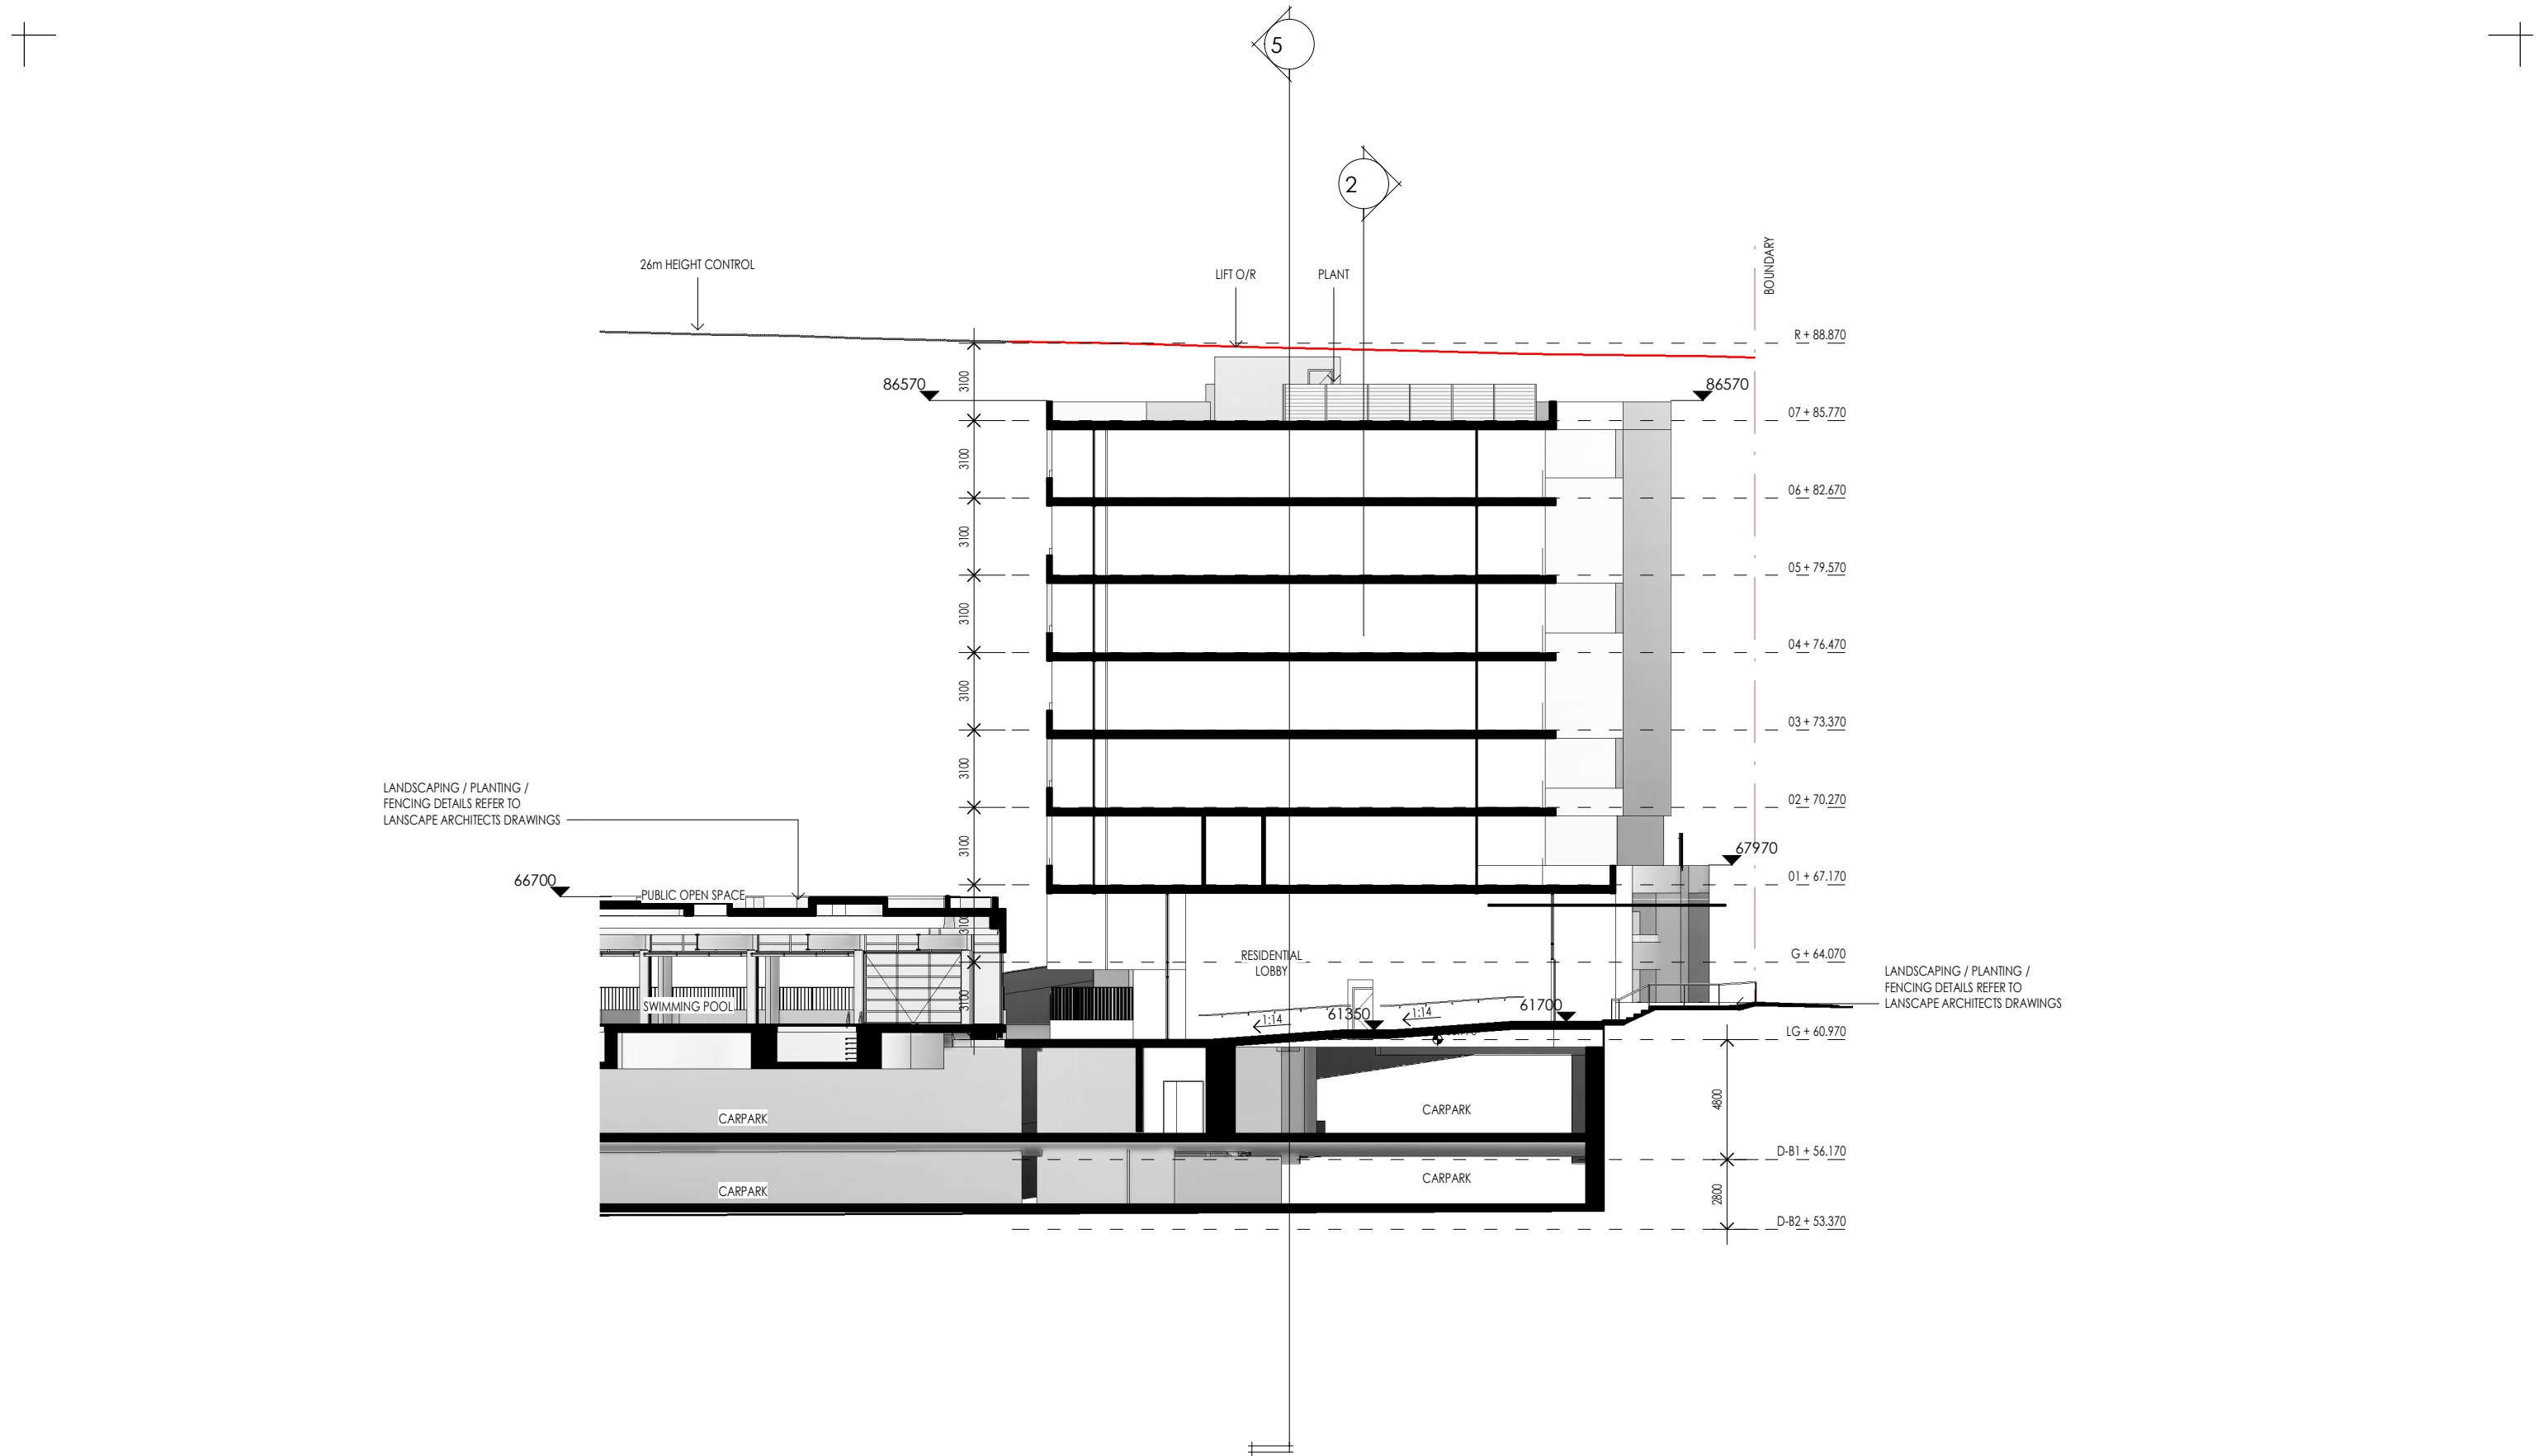 5
2
BOUNDARY
26m HEIGHT CONTROL
LIFT O/R
PLANT
R + 88.870
3100
86570
86570
07 + 85.770
3100
06 + 82.670
3100
05 + 79.570
3100
04 + 76.470
3100
03 + 73.370
3100
LANDSCAPING / PLANTING /
FENCING DETAILS REFER TO
LANSCAPE ARCHITECTS DRAWINGS
02 + 70.270
3100
67970
66700
01 + 67.170
PUBLIC OPEN SPACE
3100
RESIDENTIAL
LOBBY
G + 64.070
LANDSCAPING / PLANTING /
FENCING DETAILS REFER TO
LANSCAPE ARCHITECTS DRAWINGS
3100
SWIMMING POOL
61350
61700
1:14
1:14
LG + 60.970
4800
CARPARK
CARPARK
D-B1 + 56.170
CARPARK
CARPARK
2800
D-B2 + 53.370